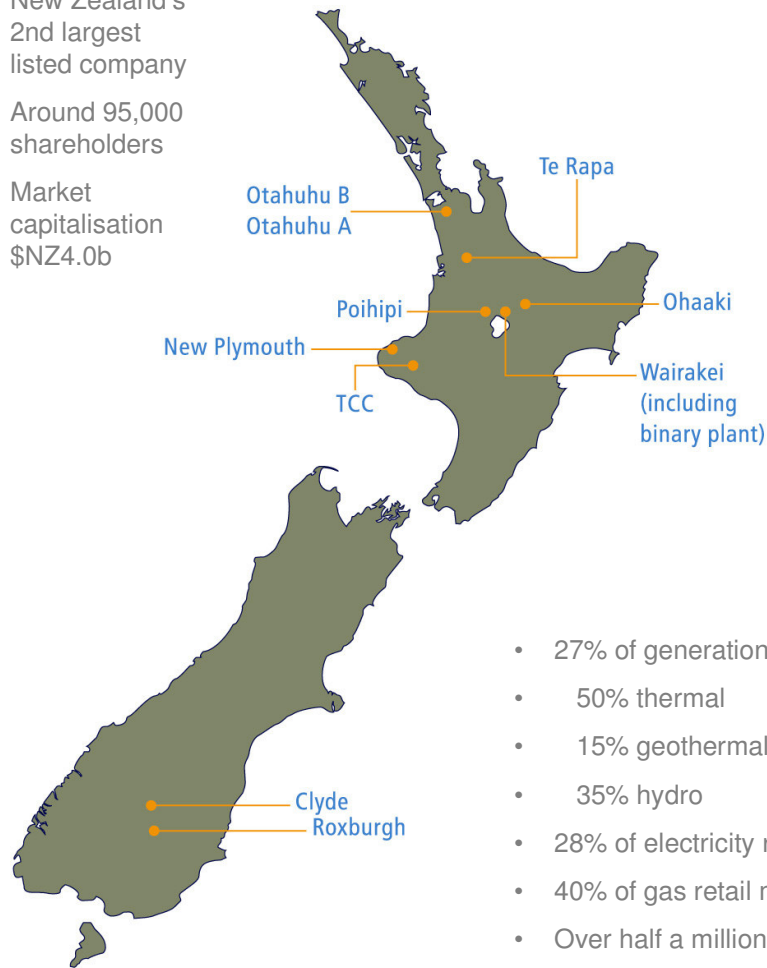 New Zealand's
2nd largest
listed company
Around 95,000
shareholders
Market
capitalisation
$NZ4.0b
Otahuhu B
Otahuhu A
Te Rapa
Poihipi
Ohaaki
New Plymouth
TCC
Wairakei
(including
binary plant)
Clyde
Roxburgh
• 27% of generation
• 50% thermal
• 15% geothermal
• 35% hydro
• 28% of electricity
• 40% of gas retail
• Over half a million